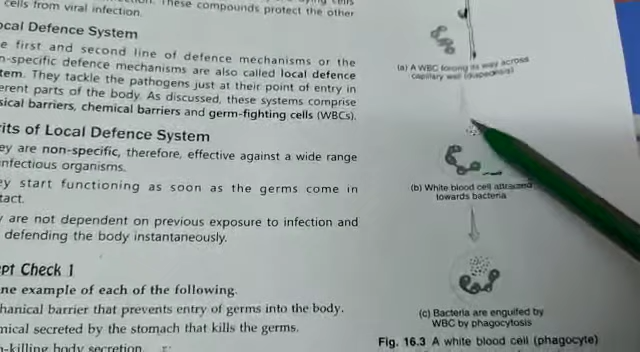 cells from viral infection. These compounds protect the other
ocal Defence System
e first and second line of defence mechanisms or the
n-specific defence mechanisms are also called local defence
tem. They tackle the pathogens just at their point of entry in
erent parts of the body. As discussed, these systems comprise
sical barriers, chemical barriers and germ-fighting cells (WBCs).
rits of Local Defence System
ey are non-specific, therefore, effective against a wide range
infectious organisms.
ey start functioning as soon as the germs come in
tact.
y are not dependent on previous exposure to infection and
defending the body instantaneously.
ept Check 1
ne example of each of the following.
hanical barrier that prevents entry of germs into the body.
mical secreted by the stomach that kills the germs.
-killing body secretion.
(a) A WBC forcing its way across
capillary wall (diapedesis)
(b) White blood cell attracted
towards bacteria
(c) Bacteria are engulfed by
WBC by phagocytosis
Fig. 16.3 A white blood cell (phagocyte)